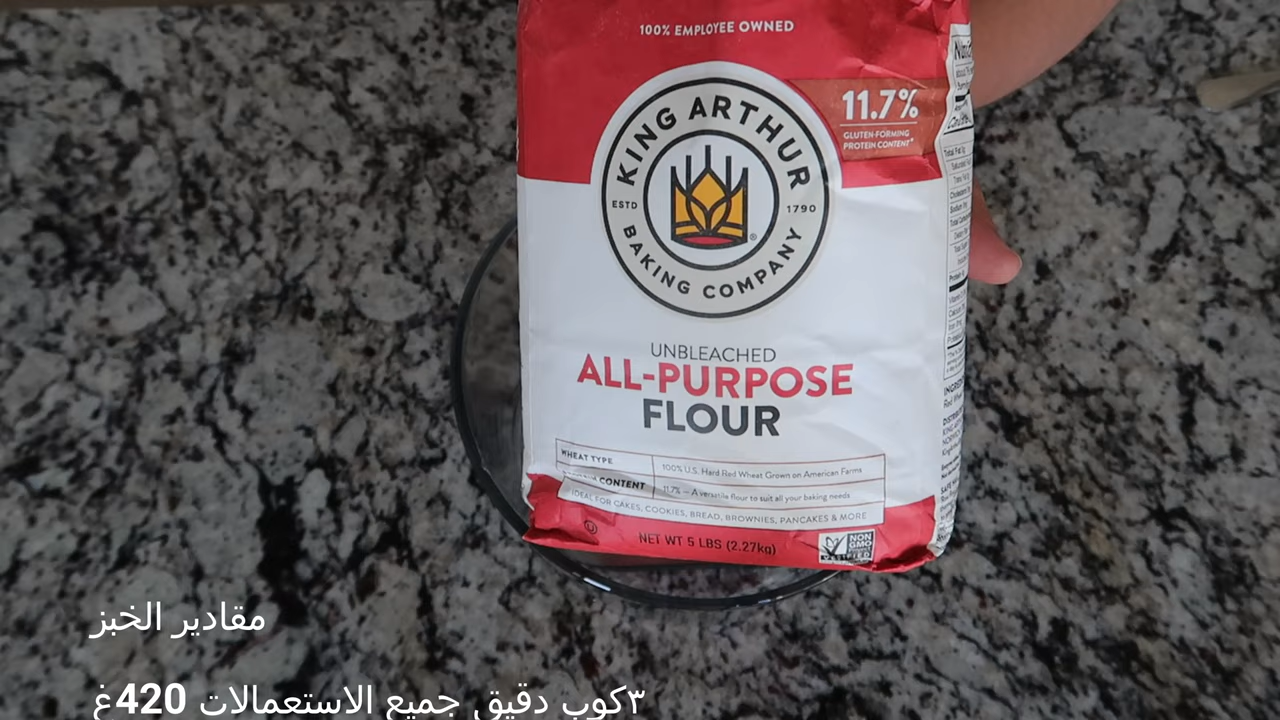 100% EMPLOYEE OWNED
KING ARTHUR
ESTD 1790
BAKING COMPANY
11.7%
GLUTEN-FORMING
PROTEIN CONTENT*
UNBLEACHED
ALL-PURPOSE
FLOUR
WHEAT TYPE 100% U.S. Hard Red Wheat Grown on American Farms
CONTENT 11.7% — A versatile flour to suit all your baking needs
IDEAL FOR CAKES, COOKIES, BREAD, BROWNIES, PANCAKES & MORE
NET WT 5 LBS (2.27kg)
NON
GMO
مقادير الخبز
٣كوب دقيق جميع الاستعمالات 420غ